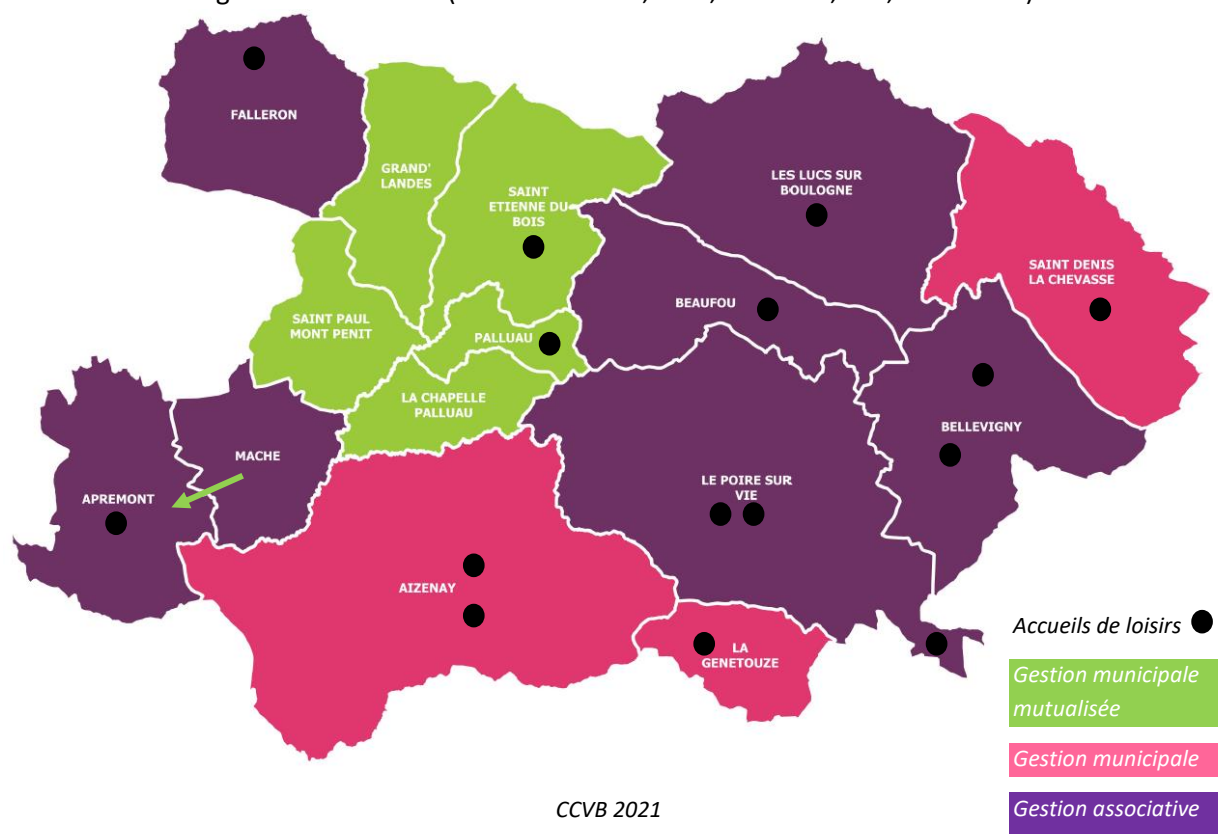 FALLERON
GRAND'
LANDES
SAINT
ETIENNE DU
BOIS
LES LUCS SUR
BOULOGNE
SAINT DENIS
LA CHEVASSE
BEAUFOU
SAINT PAUL
MONT PENIT
PALLUAU
LA CHAPELLE
PALLUAU
BELLEVIGNY
MACHE
LE POIRE SUR
VIE
APREMONT
AIZENAY
LA
GENETOUZE
Accueils de loisirs
Gestion municipale
mutualisée
Gestion municipale
Gestion associative
CCVB 2021